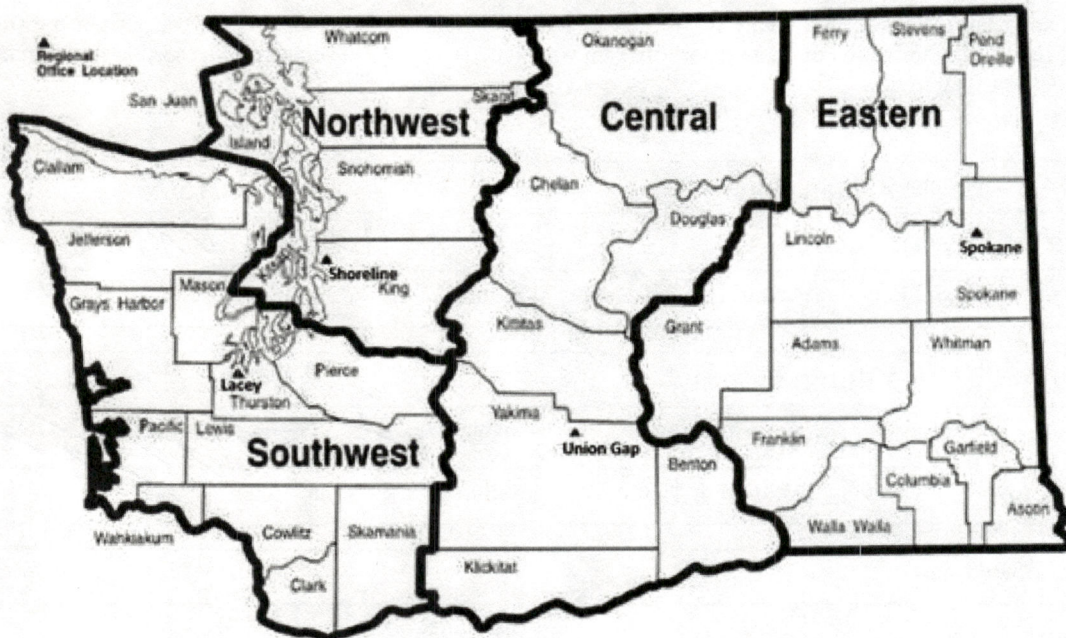 Regional
Office Location
San Juan
Whatcom
Skagit
Northwest
Island
Snohomish
Shoreline
King
Kitsap
Clallam
Jefferson
Grays Harbor
Mason
Lacey
Thurston
Pierce
Pacific
Lewis
Southwest
Wahkiakum
Cowlitz
Skamania
Clark
Okanogan
Central
Chelan
Douglas
Kittitas
Yakima
Union Gap
Benton
Klickitat
Ferry
Stevens
Pend
Oreille
Eastern
Lincoln
Spokane
Spokane
Grant
Adams
Whitman
Franklin
Garfield
Columbia
Walla Walla
Asotin